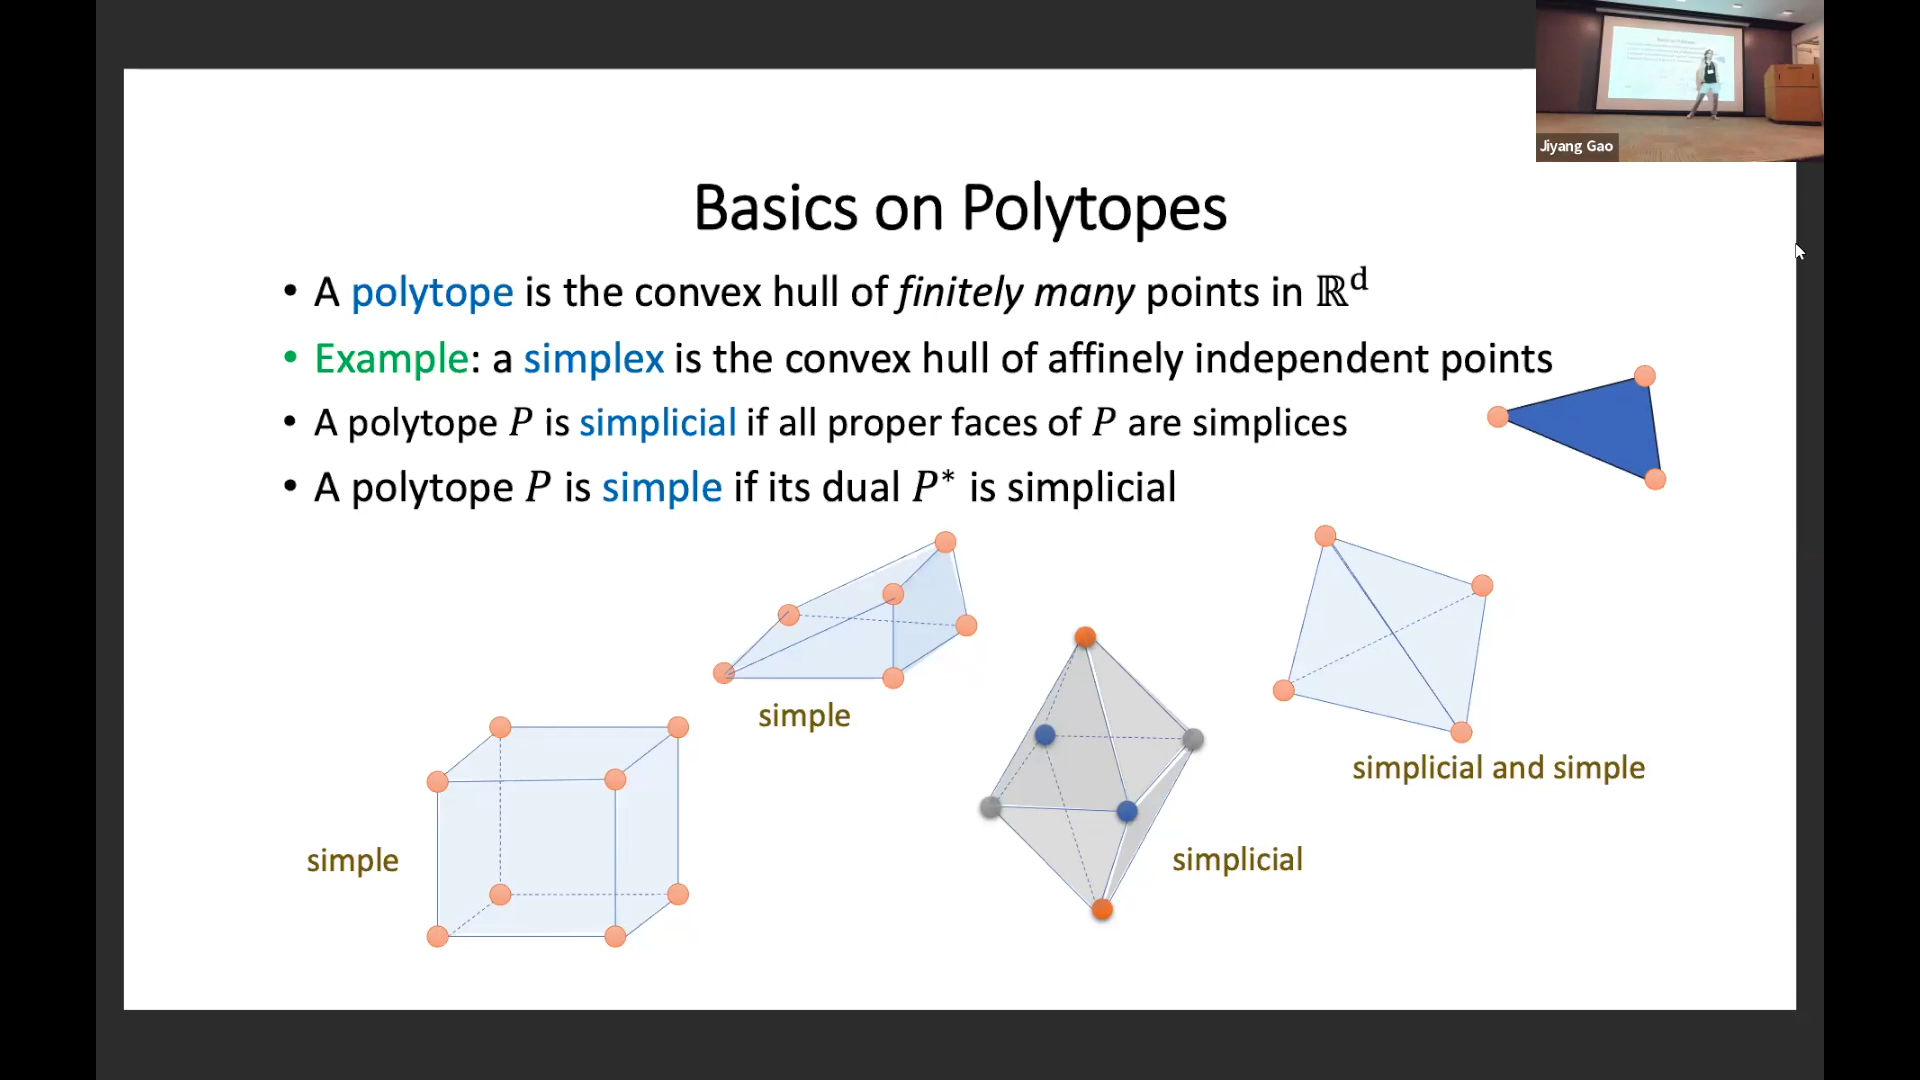 Jiyang Gao
Basics on Polytopes
• A polytope is the convex hull of finitely many points in ℝᵈ
• Example: a simplex is the convex hull of affinely independent points
• A polytope P is simplicial if all proper faces of P are simplices
• A polytope P is simple if its dual P* is simplicial
simple
simplicial and simple
simple
simplicial